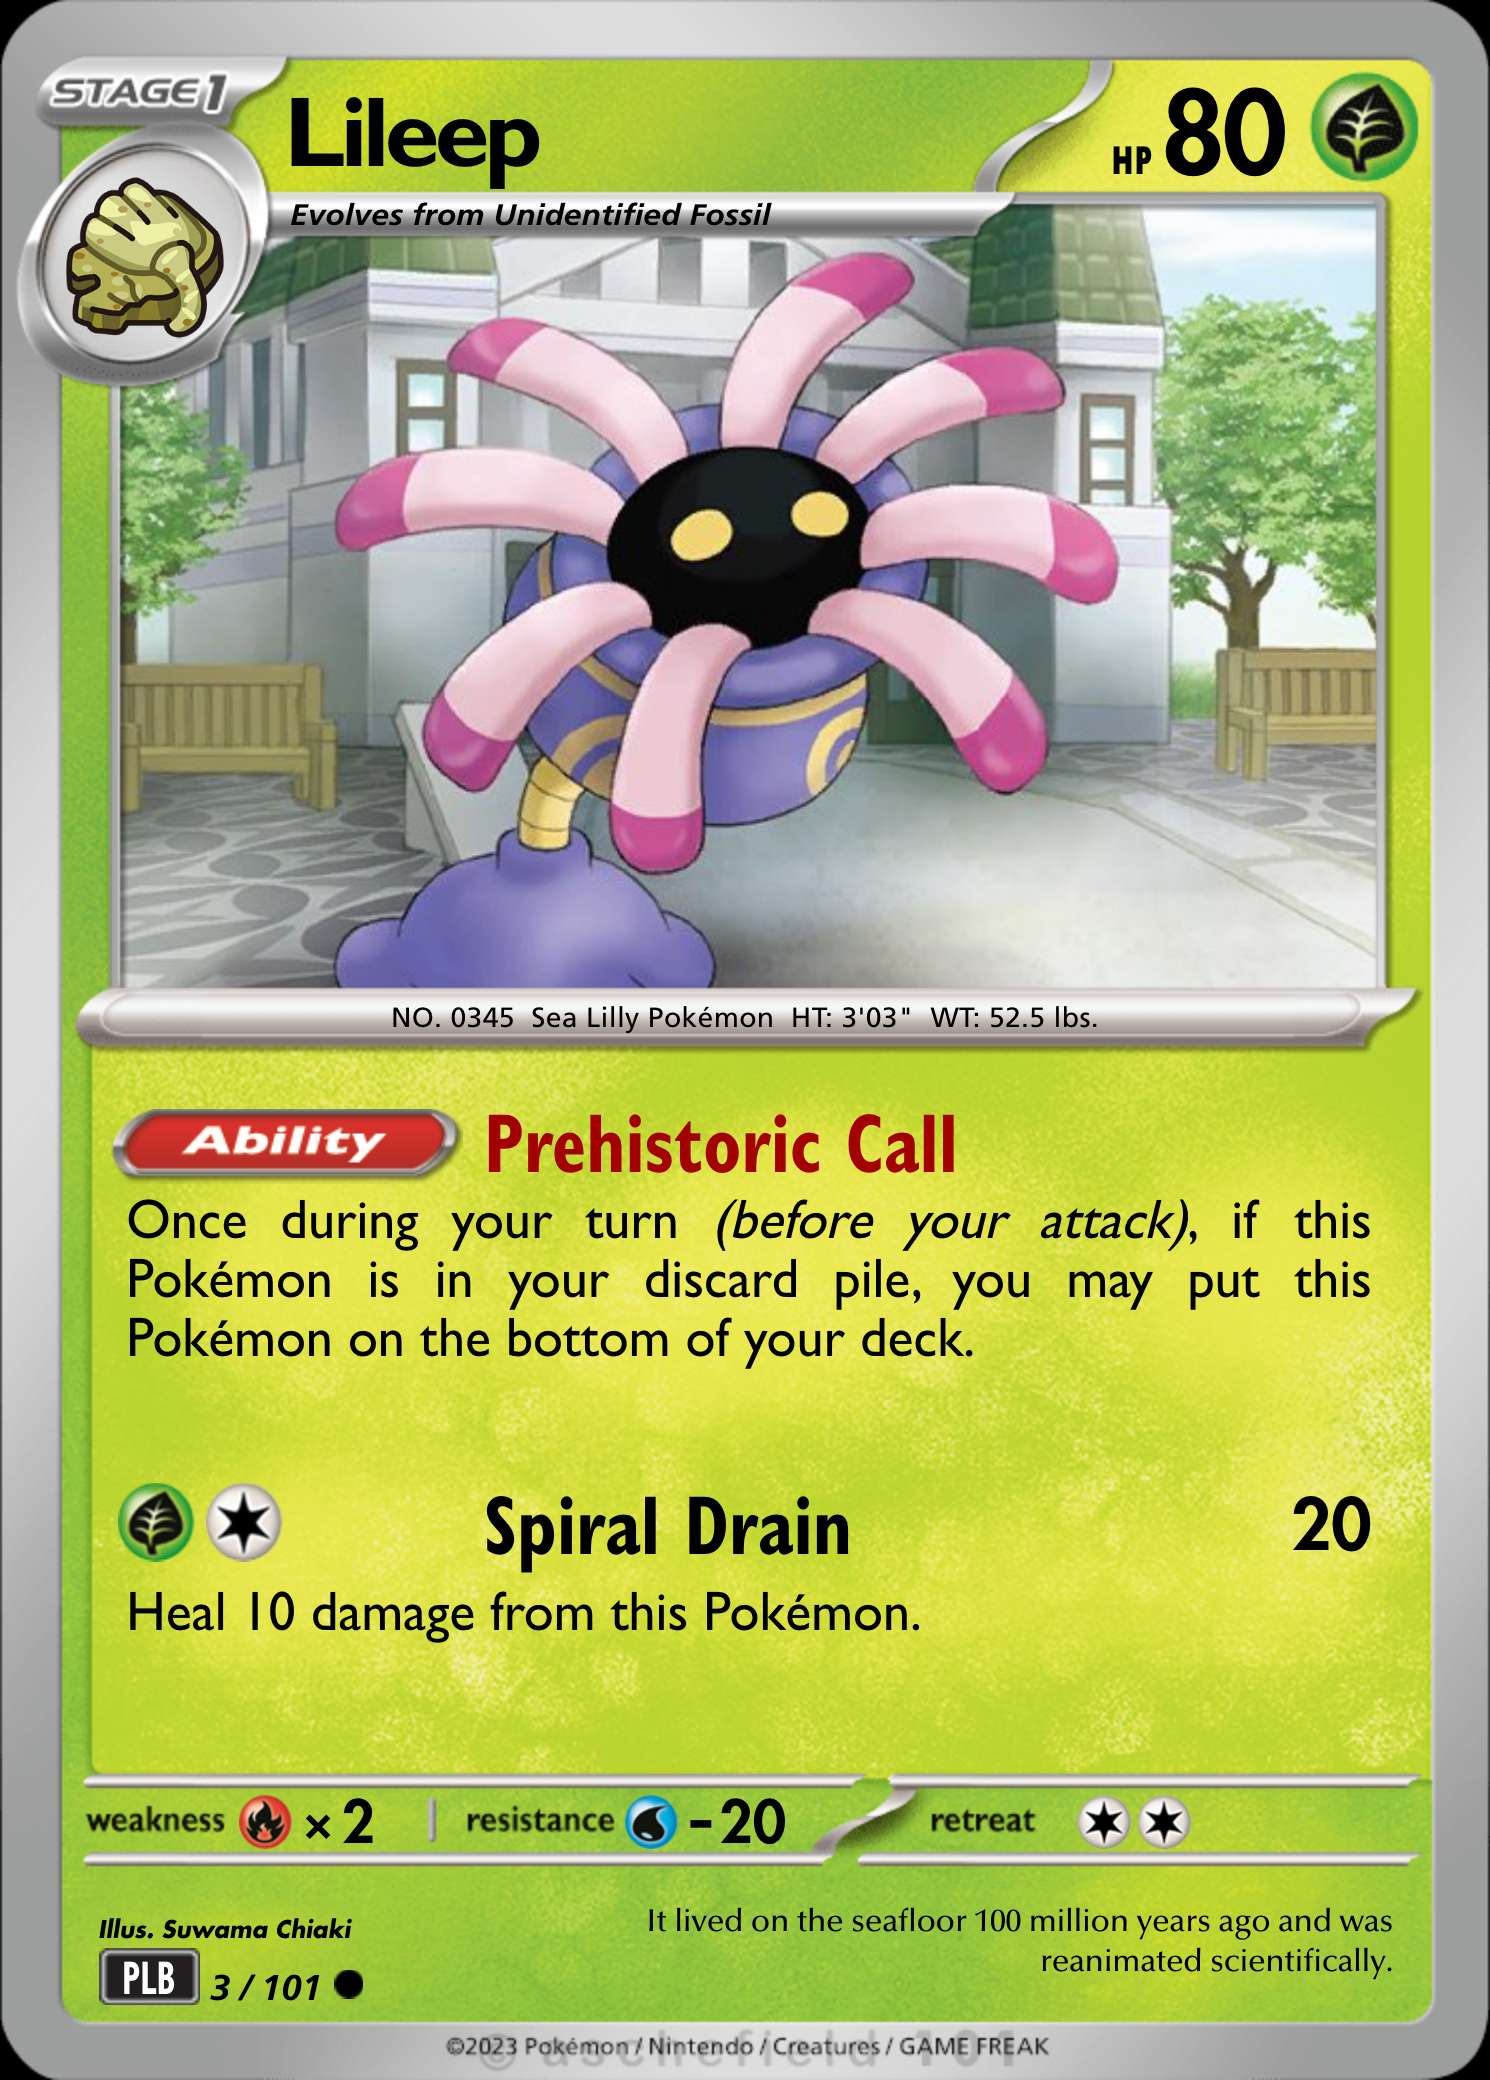 STAGE 1
Lileep
HP 80
Evolves from Unidentified Fossil
NO. 0345 Sea Lilly Pokémon HT: 3'03" WT: 52.5 lbs.
Ability Prehistoric Call
Once during your turn (before your attack), if this
Pokémon is in your discard pile, you may put this
Pokémon on the bottom of your deck.
Spiral Drain 20
Heal 10 damage from this Pokémon.
weakness × 2 resistance -20 retreat
Illus. Suwama Chiaki
It lived on the seafloor 100 million years ago and was
reanimated scientifically.
PLB 3 / 101
©2023 Pokémon / Nintendo / Creatures / GAME FREAK